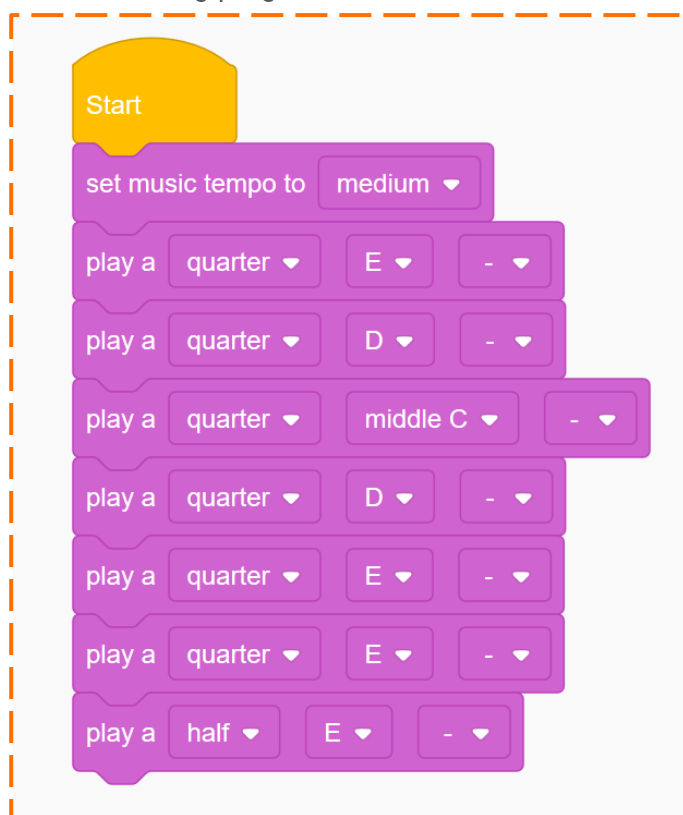 Start
set music tempo to medium
play a quarter E -
play a quarter D -
play a quarter middle C -
play a quarter D -
play a quarter E -
play a quarter E -
play a half E -